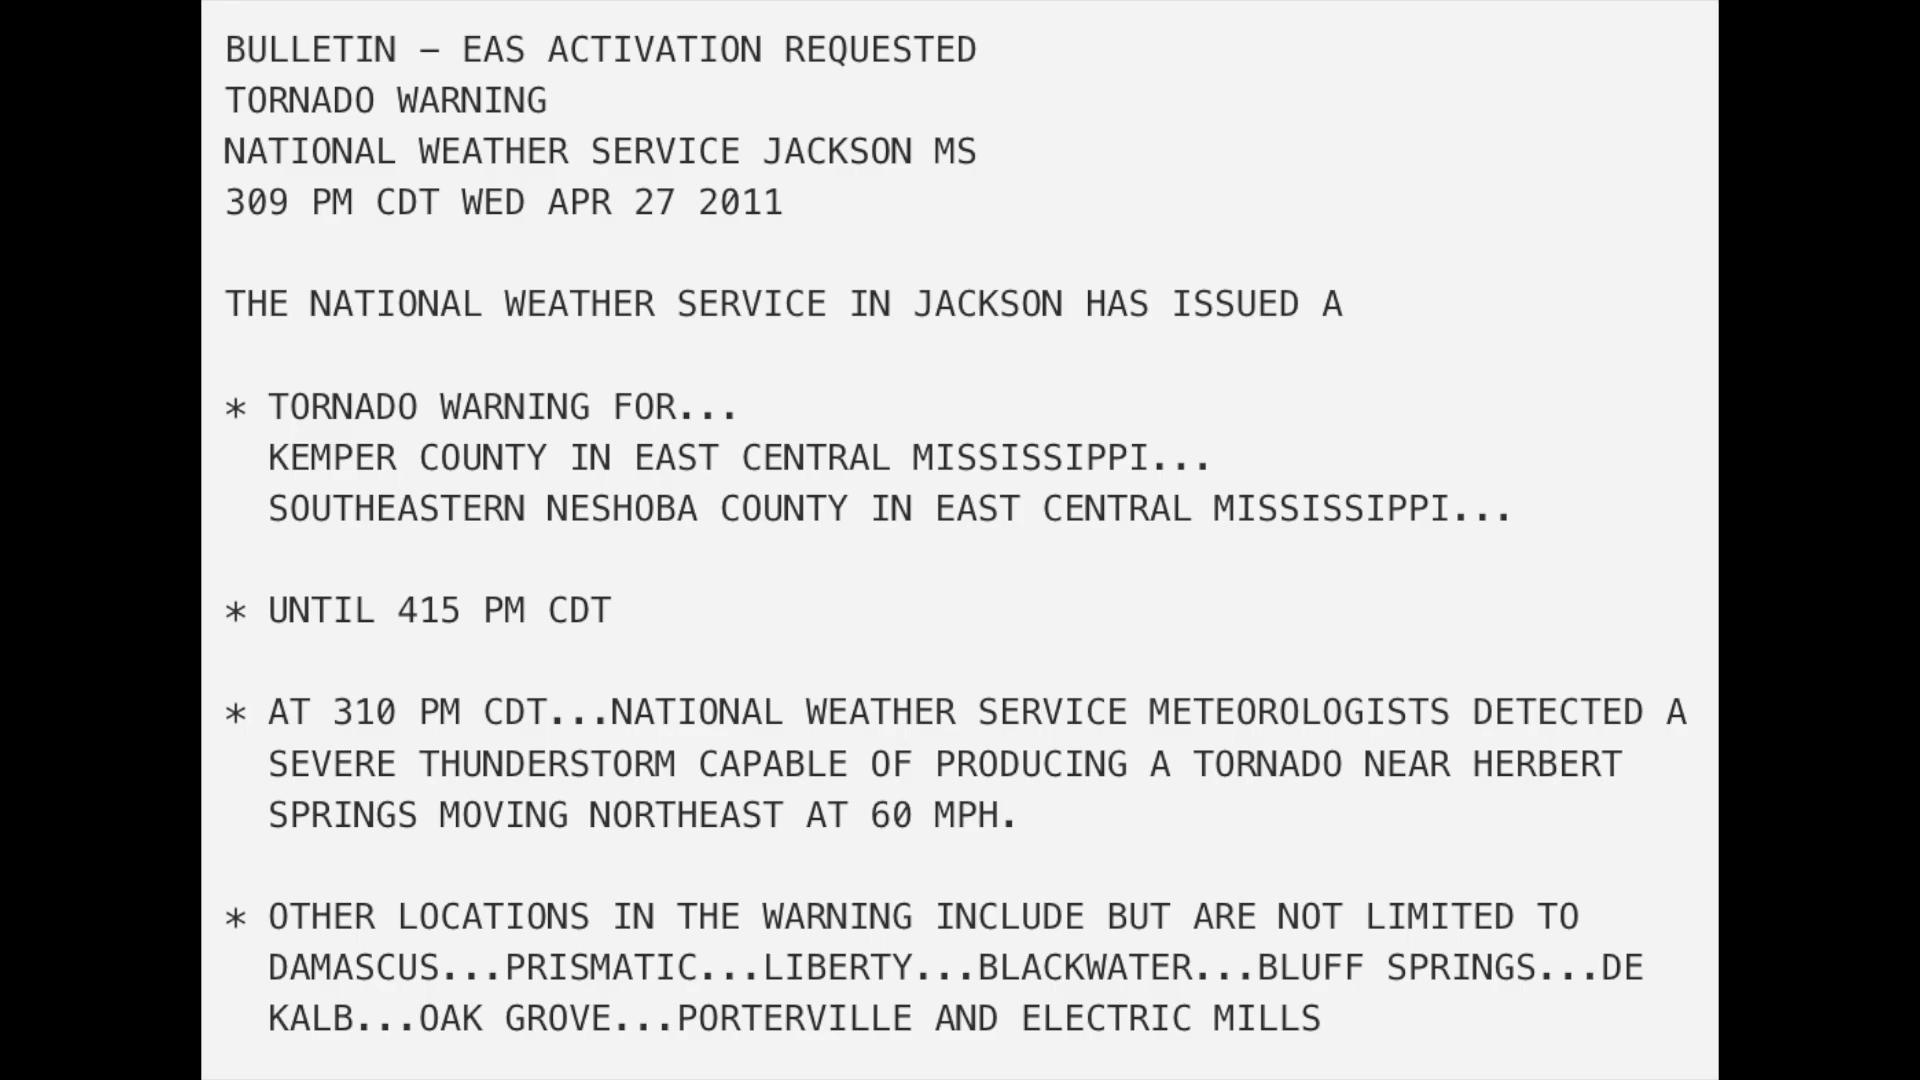 BULLETIN – EAS ACTIVATION REQUESTED
TORNADO WARNING
NATIONAL WEATHER SERVICE JACKSON MS
309 PM CDT WED APR 27 2011
THE NATIONAL WEATHER SERVICE IN JACKSON HAS ISSUED A
* TORNADO WARNING FOR...
KEMPER COUNTY IN EAST CENTRAL MISSISSIPPI...
SOUTHEASTERN NESHOBA COUNTY IN EAST CENTRAL MISSISSIPPI...
* UNTIL 415 PM CDT
* AT 310 PM CDT...NATIONAL WEATHER SERVICE METEOROLOGISTS DETECTED A
SEVERE THUNDERSTORM CAPABLE OF PRODUCING A TORNADO NEAR HERBERT
SPRINGS MOVING NORTHEAST AT 60 MPH.
* OTHER LOCATIONS IN THE WARNING INCLUDE BUT ARE NOT LIMITED TO
DAMASCUS...PRISMATIC...LIBERTY...BLACKWATER...BLUFF SPRINGS...DE
KALB...OAK GROVE...PORTERVILLE AND ELECTRIC MILLS